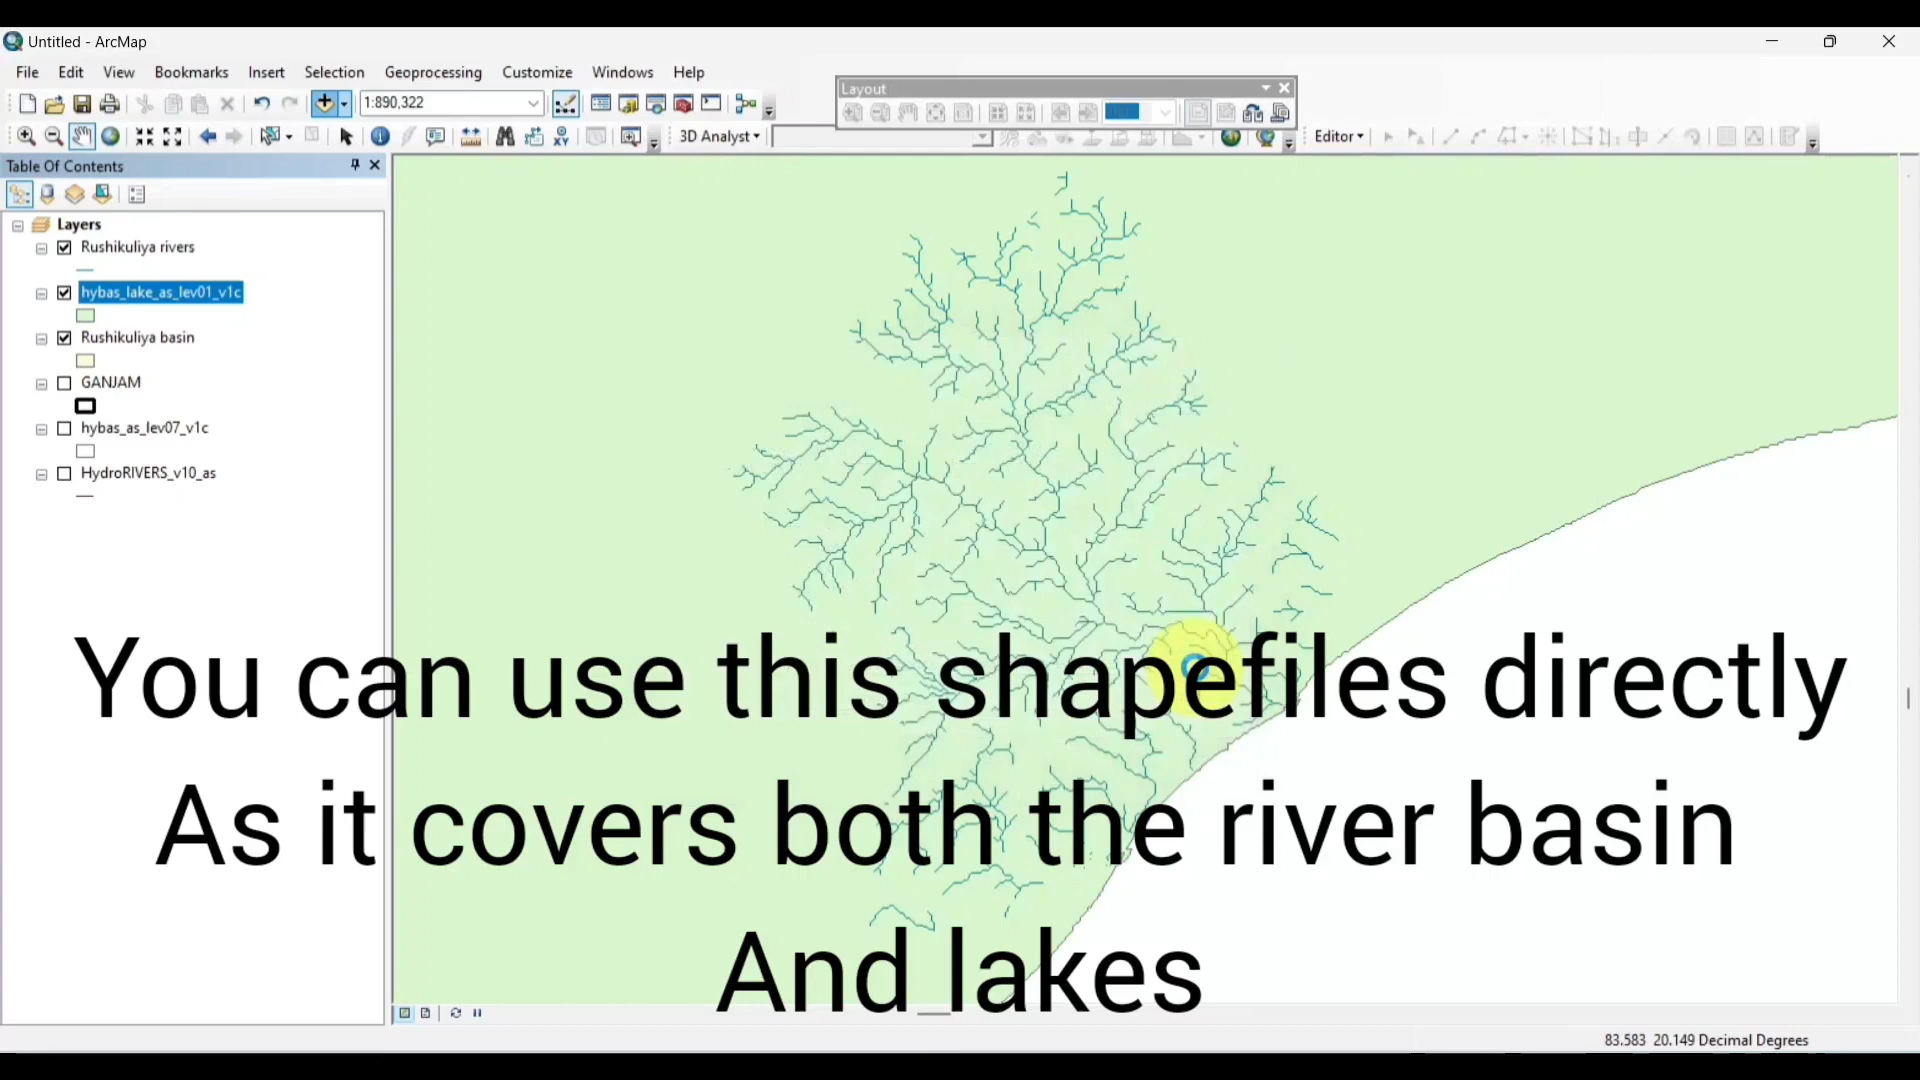 Untitled - ArcMap
File Edit View Bookmarks Insert Selection Geoprocessing Customize Windows Help
Layout
1:890,322
3D Analyst
Editor
Table Of Contents
Layers
Rushikuliya rivers
hybas_lake_as_lev01_v1c
Rushikuliya basin
GANJAM
hybas_as_lev07_v1c
HydroRIVERS_v10_as
You can use this shapefiles directly
As it covers both the river basin
And lakes
83.583 20.149 Decimal Degrees